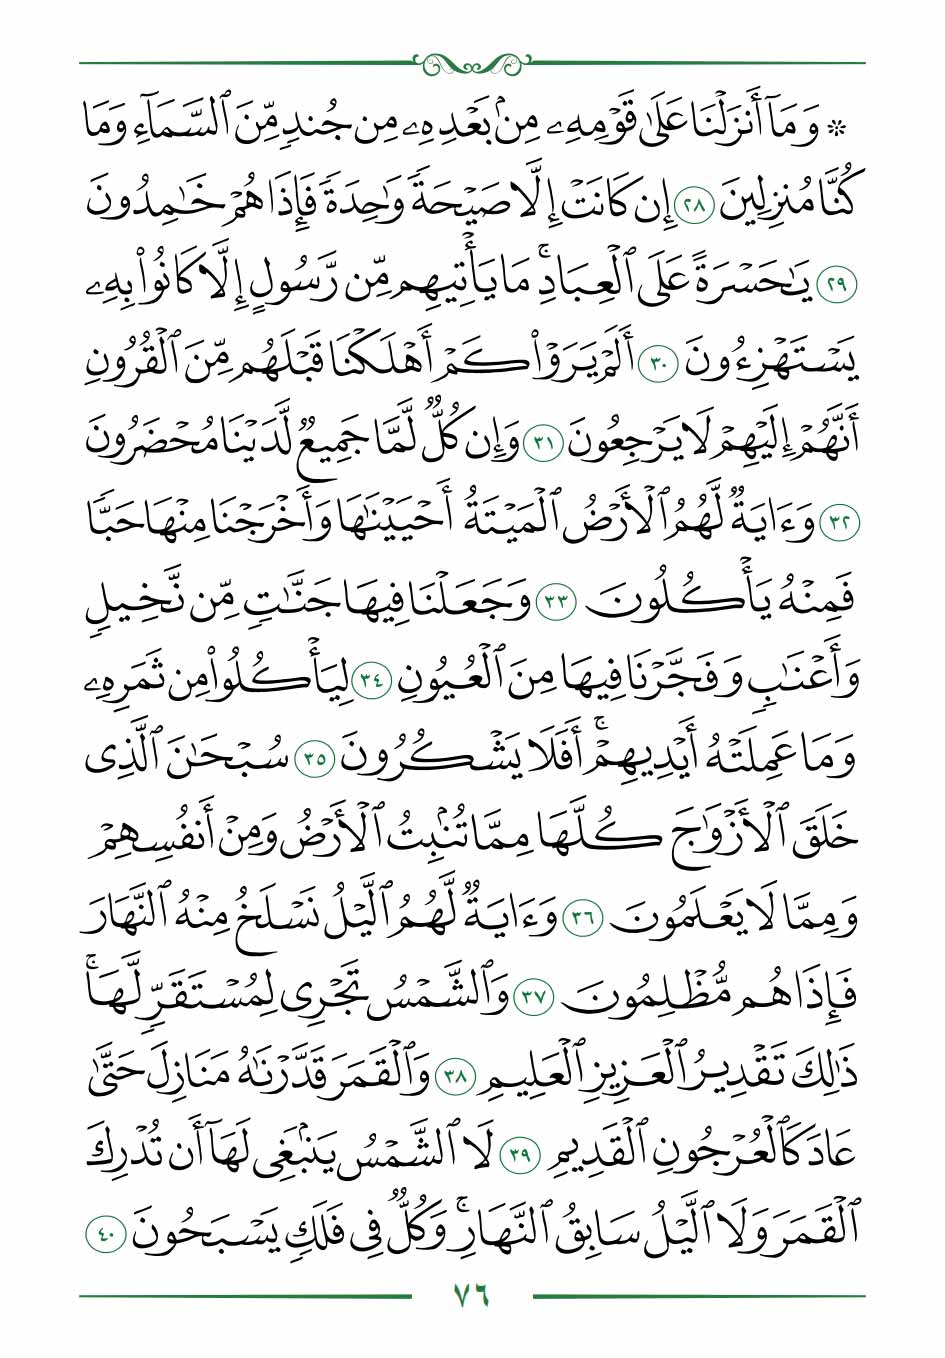 ۞ وَمَآ أَنزَلْنَا عَلَىٰ قَوْمِهِۦ مِنۢ بَعْدِهِۦ مِن جُندٍ مِّنَ ٱلسَّمَآءِ وَمَا
كُنَّا مُنزِلِينَ ٢٨ إِن كَانَتْ إِلَّا صَيْحَةً وَٰحِدَةً فَإِذَا هُمْ خَـٰمِدُونَ
٢٩ يَـٰحَسْرَةً عَلَى ٱلْعِبَادِ ۚ مَا يَأْتِيهِم مِّن رَّسُولٍ إِلَّا كَانُوا۟ بِهِۦ
يَسْتَهْزِءُونَ ٣٠ أَلَمْ يَرَوْا۟ كَمْ أَهْلَكْنَا قَبْلَهُم مِّنَ ٱلْقُرُونِ
أَنَّهُمْ إِلَيْهِمْ لَا يَرْجِعُونَ ٣١ وَإِن كُلٌّ لَّمَّا جَمِيعٌ لَّدَيْنَا مُحْضَرُونَ
٣٢ وَءَايَةٌ لَّهُمُ ٱلْأَرْضُ ٱلْمَيْتَةُ أَحْيَيْنَـٰهَا وَأَخْرَجْنَا مِنْهَا حَبًّا
فَمِنْهُ يَأْكُلُونَ ٣٣ وَجَعَلْنَا فِيهَا جَنَّـٰتٍ مِّن نَّخِيلٍ
وَأَعْنَـٰبٍ وَفَجَّرْنَا فِيهَا مِنَ ٱلْعُيُونِ ٣٤ لِيَأْكُلُوا۟ مِن ثَمَرِهِۦ
وَمَا عَمِلَتْهُ أَيْدِيهِمْ ۚ أَفَلَا يَشْكُرُونَ ٣٥ سُبْحَـٰنَ ٱلَّذِى
خَلَقَ ٱلْأَزْوَٰجَ كُلَّهَا مِمَّا تُنۢبِتُ ٱلْأَرْضُ وَمِنْ أَنفُسِهِمْ
وَمِمَّا لَا يَعْلَمُونَ ٣٦ وَءَايَةٌ لَّهُمُ ٱلَّيْلُ نَسْلَخُ مِنْهُ ٱلنَّهَارَ
فَإِذَا هُم مُّظْلِمُونَ ٣٧ وَٱلشَّمْسُ تَجْرِى لِمُسْتَقَرٍّ لَّهَا ۚ
ذَٰلِكَ تَقْدِيرُ ٱلْعَزِيزِ ٱلْعَلِيمِ ٣٨ وَٱلْقَمَرَ قَدَّرْنَـٰهُ مَنَازِلَ حَتَّىٰ
عَادَ كَٱلْعُرْجُونِ ٱلْقَدِيمِ ٣٩ لَا ٱلشَّمْسُ يَنۢبَغِى لَهَآ أَن تُدْرِكَ
ٱلْقَمَرَ وَلَا ٱلَّيْلُ سَابِقُ ٱلنَّهَارِ ۚ وَكُلٌّ فِى فَلَكٍ يَسْبَحُونَ ٤٠
٧٦